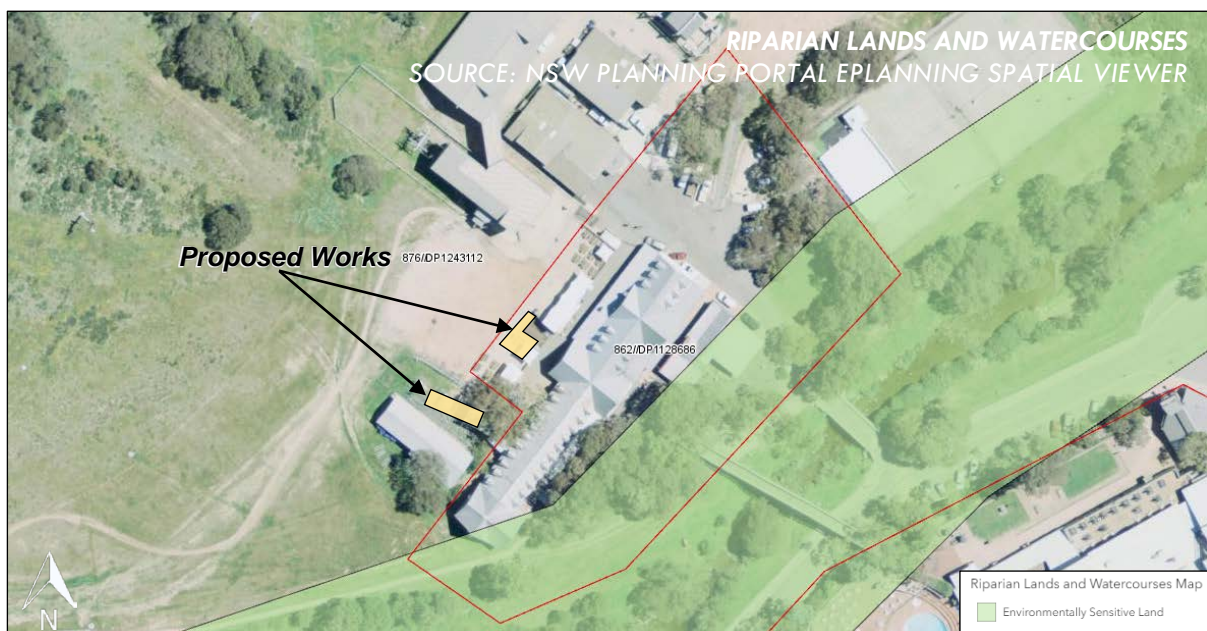 RIPARIAN LANDS AND WATERCOURSES
SOURCE: NSW PLANNING PORTAL EPLANNING SPATIAL VIEWER
Proposed Works
876//DP1243112
862//DP1128686
N
Riparian Lands and Watercourses Map
Environmentally Sensitive Land